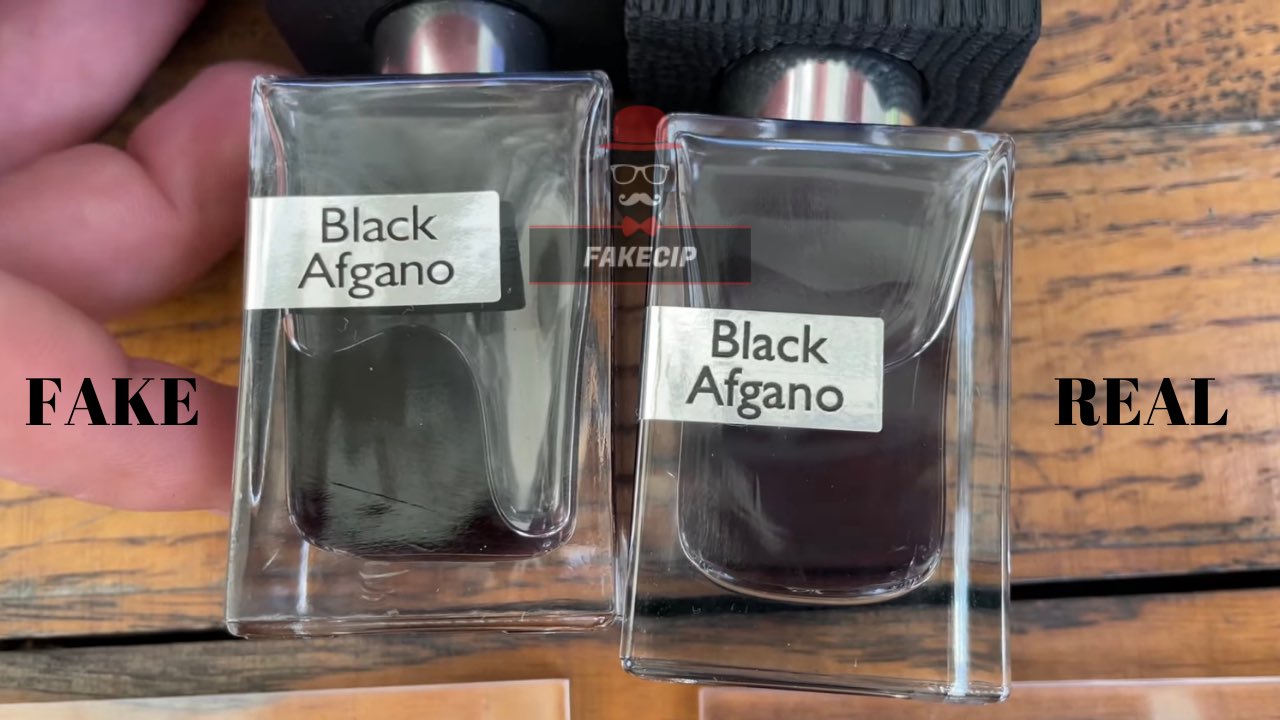 Black
Afgano
FAKECIP
Black
Afgano
FAKE
REAL